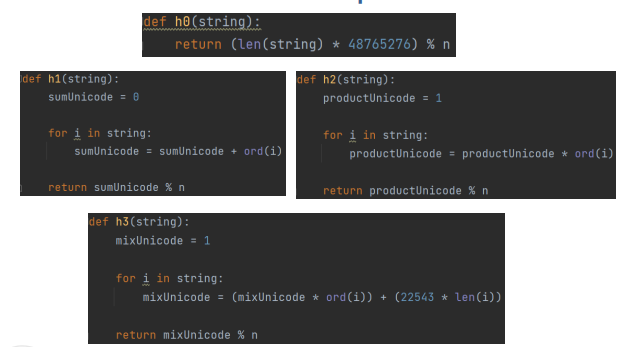 def h0(string):
    return (len(string) * 48765276) % n
def h1(string):
    sumUnicode = 0
    for i in string:
        sumUnicode = sumUnicode + ord(i)
    return sumUnicode % n
def h2(string):
    productUnicode = 1
    for i in string:
        productUnicode = productUnicode * ord(i)
    return productUnicode % n
def h3(string):
    mixUnicode = 1
    for i in string:
        mixUnicode = (mixUnicode * ord(i)) + (22543 * len(i))
    return mixUnicode % n